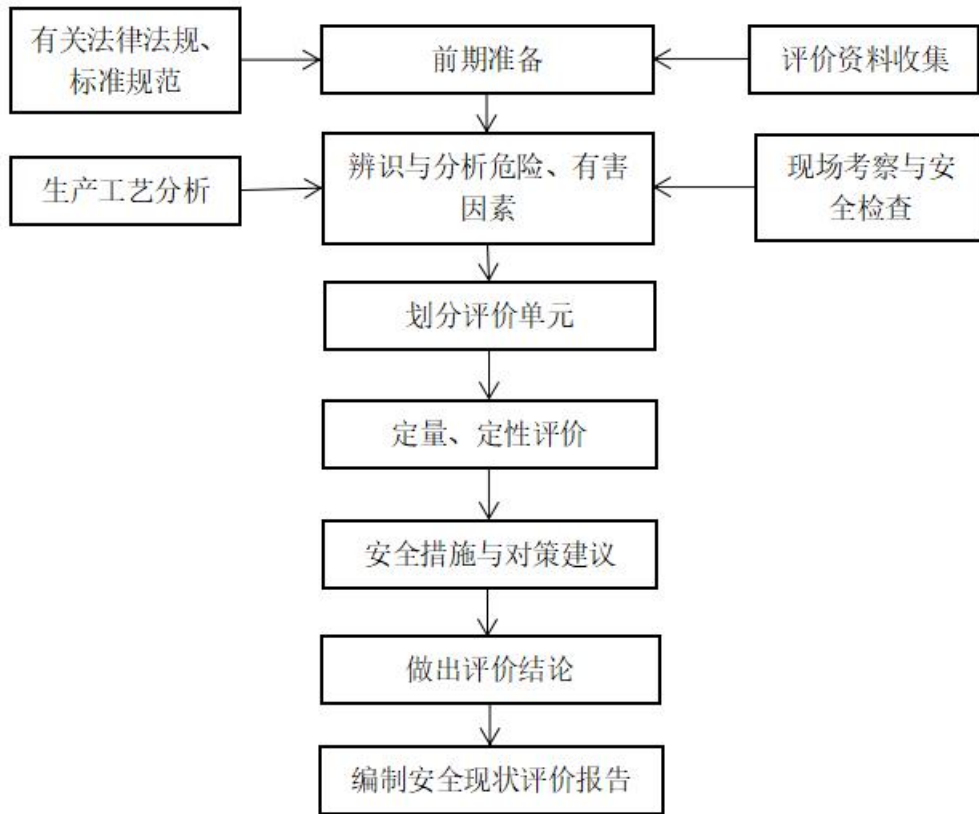 有关法律法规、
标准规范
前期准备
评价资料收集
生产工艺分析
辨识与分析危险、有害
因素
现场考察与安
全检查
划分评价单元
定量、定性评价
安全措施与对策建议
做出评价结论
编制安全现状评价报告